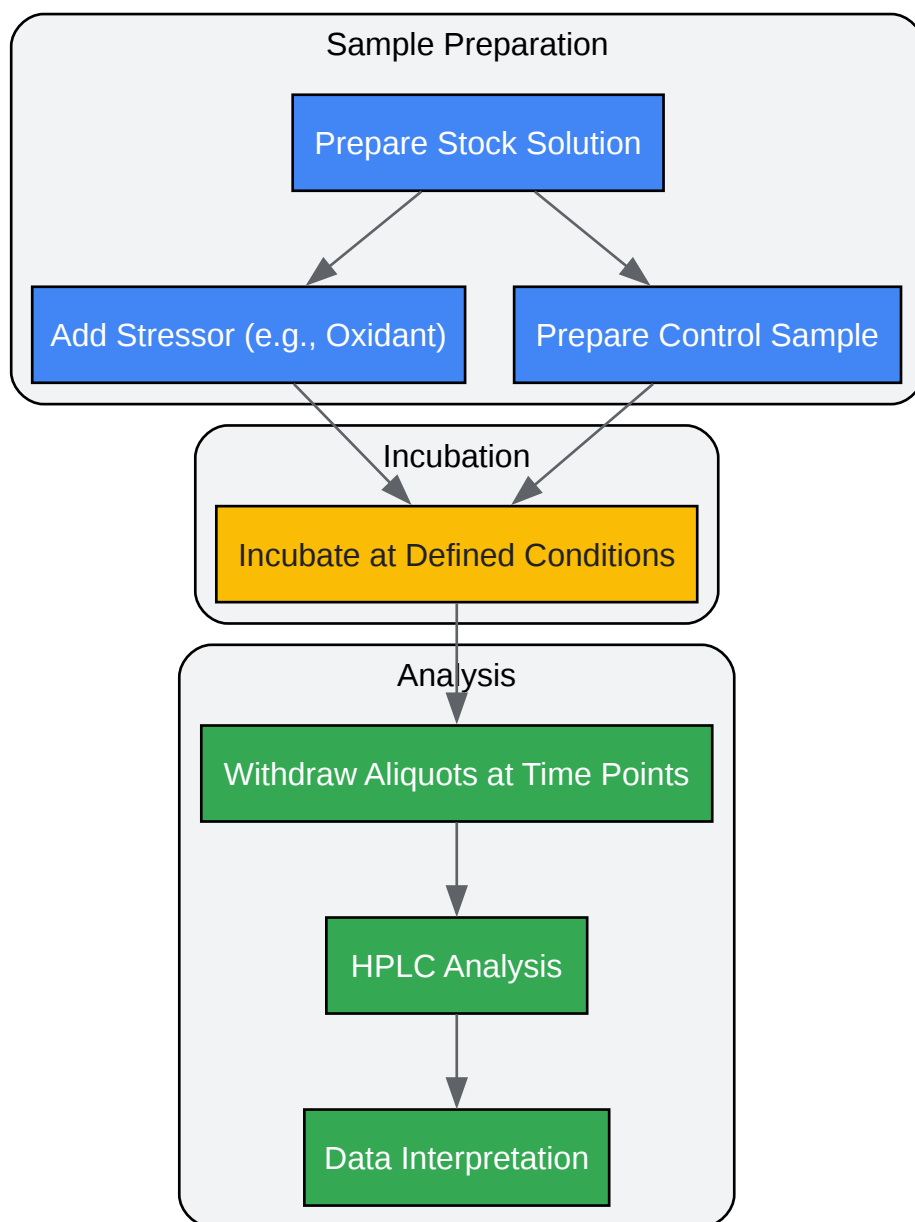 Sample Preparation
Prepare Stock Solution
Add Stressor (e.g., Oxidant)
Prepare Control Sample
Incubation
Incubate at Defined Conditions
Analysis
Withdraw Aliquots at Time Points
HPLC Analysis
Data Interpretation